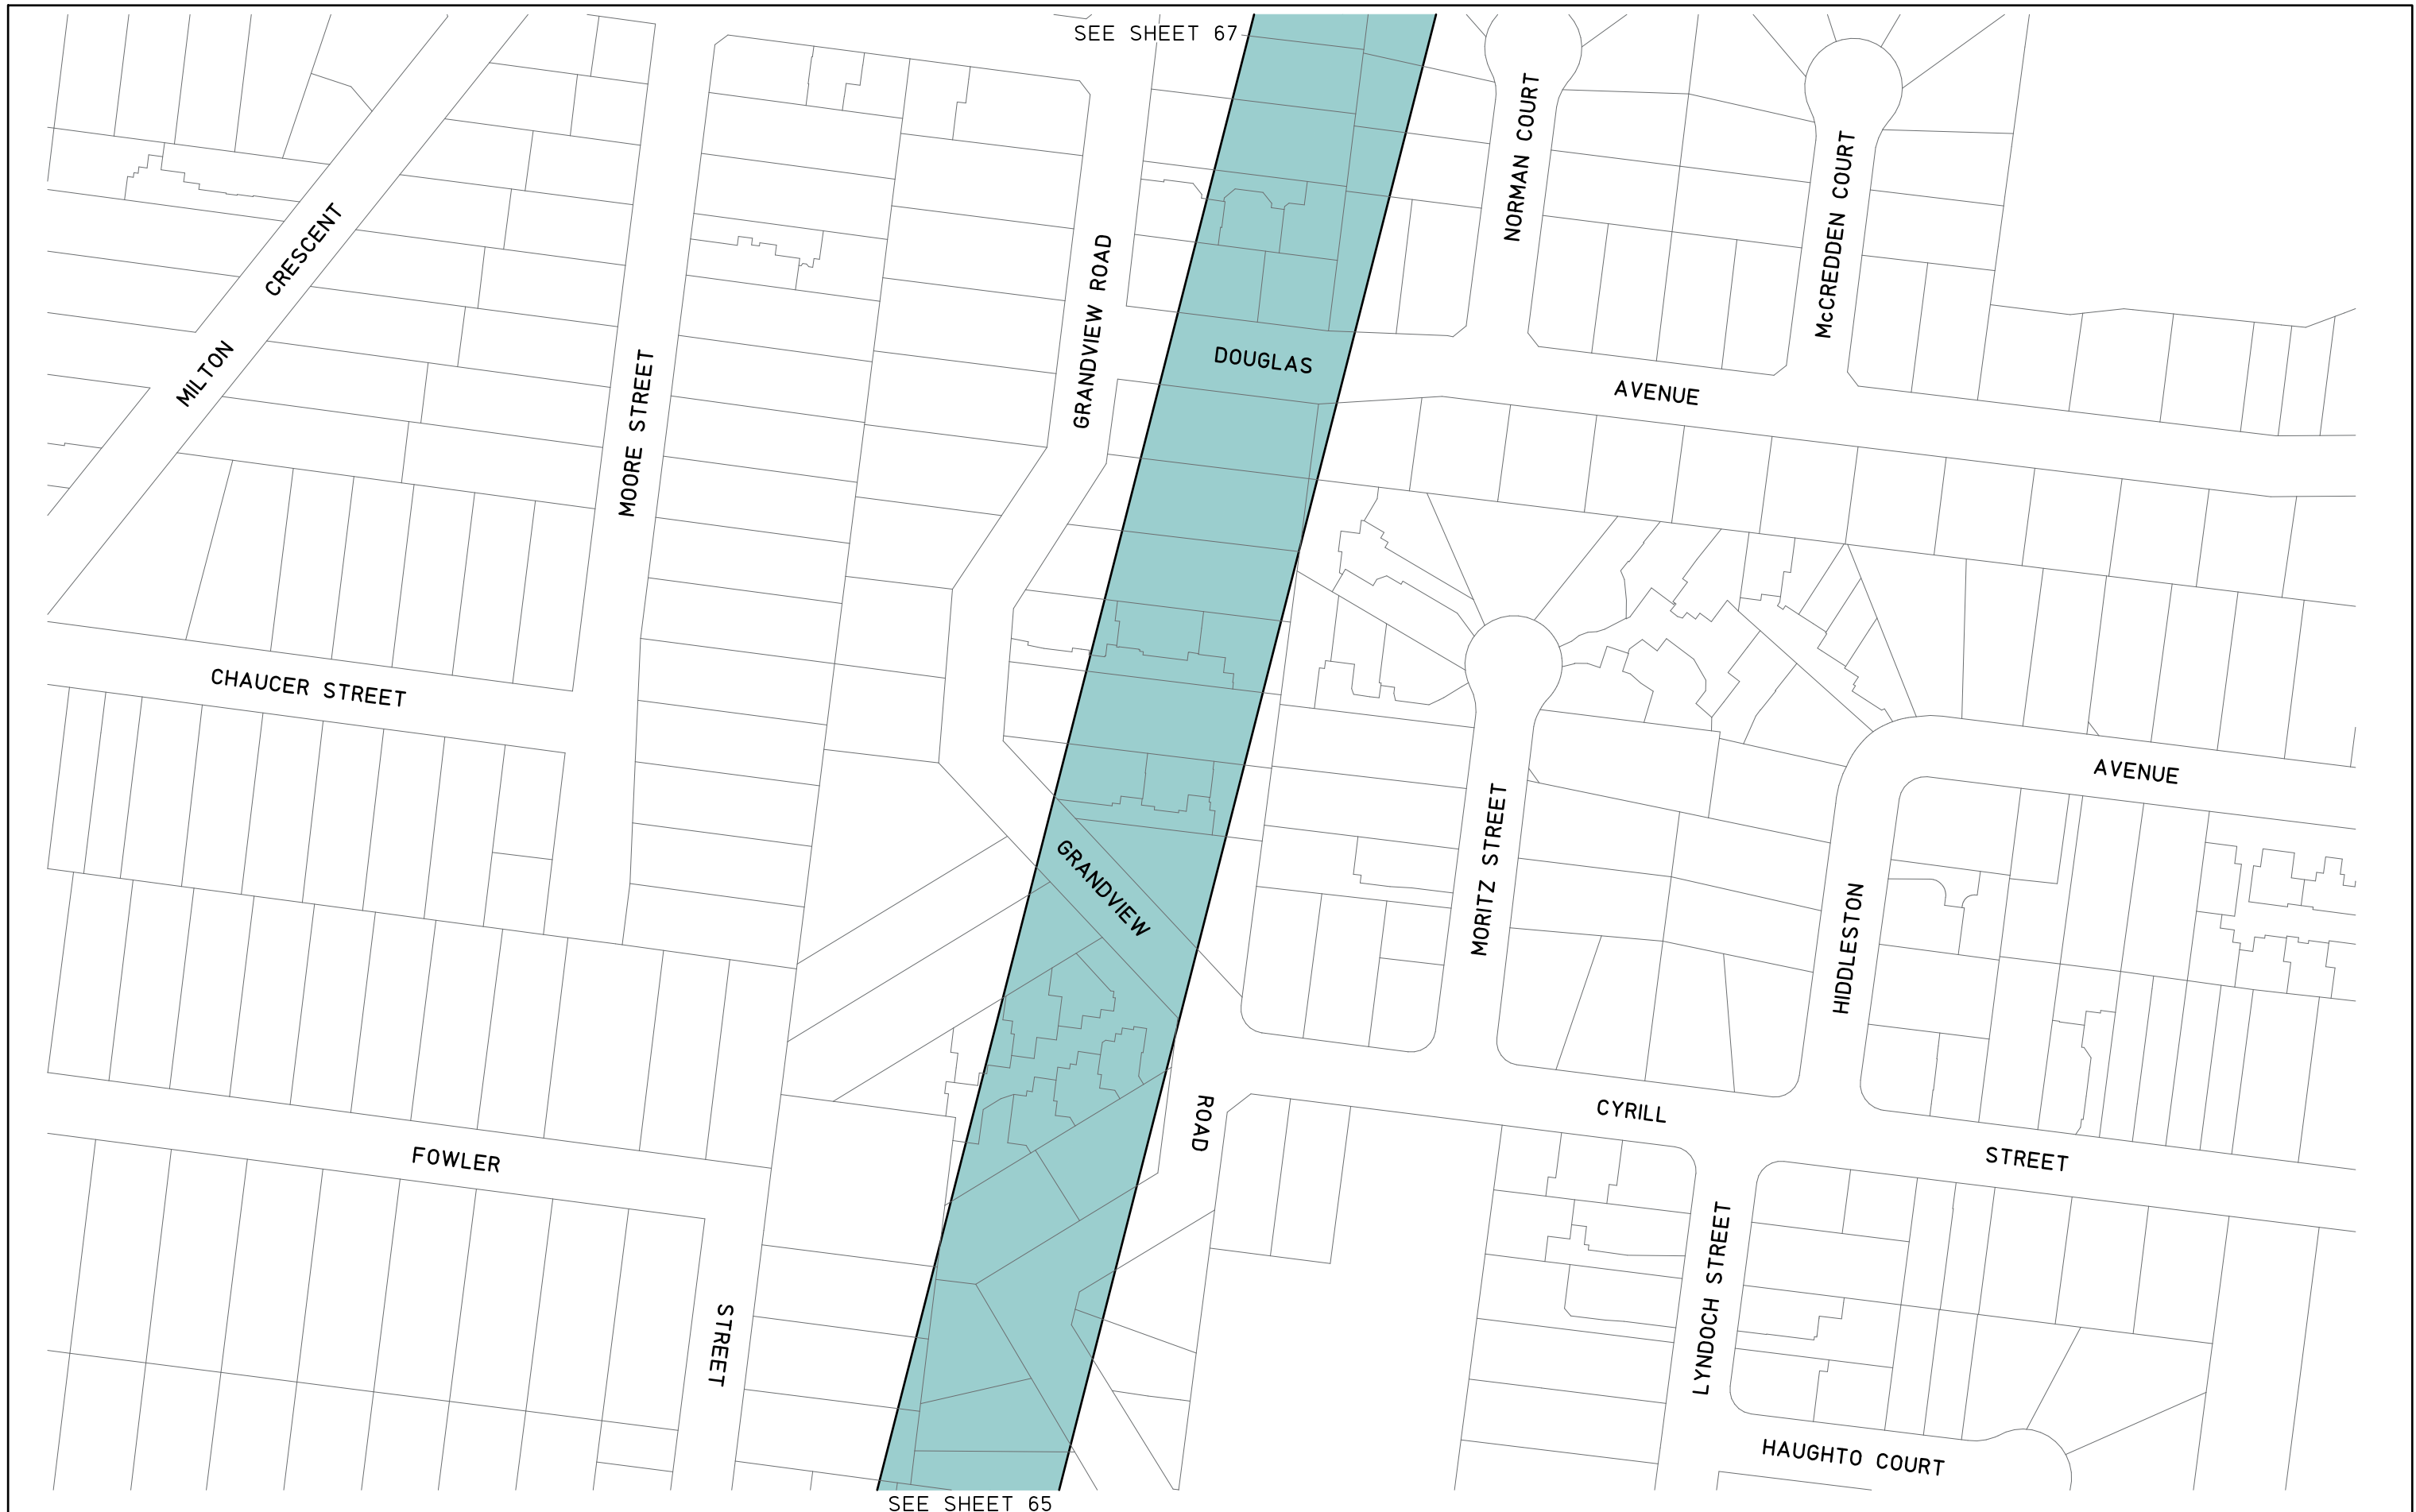 SEE SHEET 67
NORMAN COURT
McCREDDEN COURT
MILTON CRESCENT
GRANDVIEW ROAD
MOORE STREET
DOUGLAS AVENUE
CHAUCER STREET
AVENUE
GRANDVIEW
MORITZ STREET
HIDDLESTON
ROAD
CYRILL
FOWLER
STREET
LYNDOCH STREET
STREET
HAUGHTO COURT
SEE SHEET 65